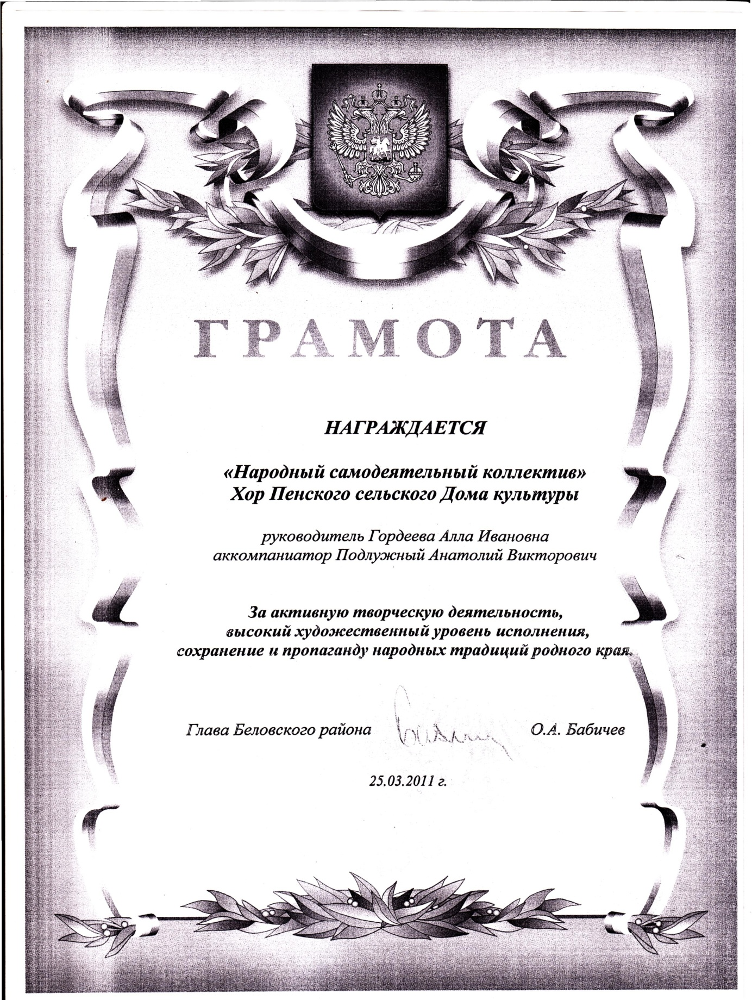 ГРАМОТА
НАГРАЖДАЕТСЯ
«Народный самодеятельный коллектив»
Хор Пенского сельского Дома культуры
руководитель Гордеева Алла Ивановна
аккомпаниатор Подлужный Анатолий Викторович
За активную творческую деятельность,
высокий художественный уровень исполнения,
сохранение и пропаганду народных традиций родного края.
Глава Беловского района О.А. Бабичев
25.03.2011 г.